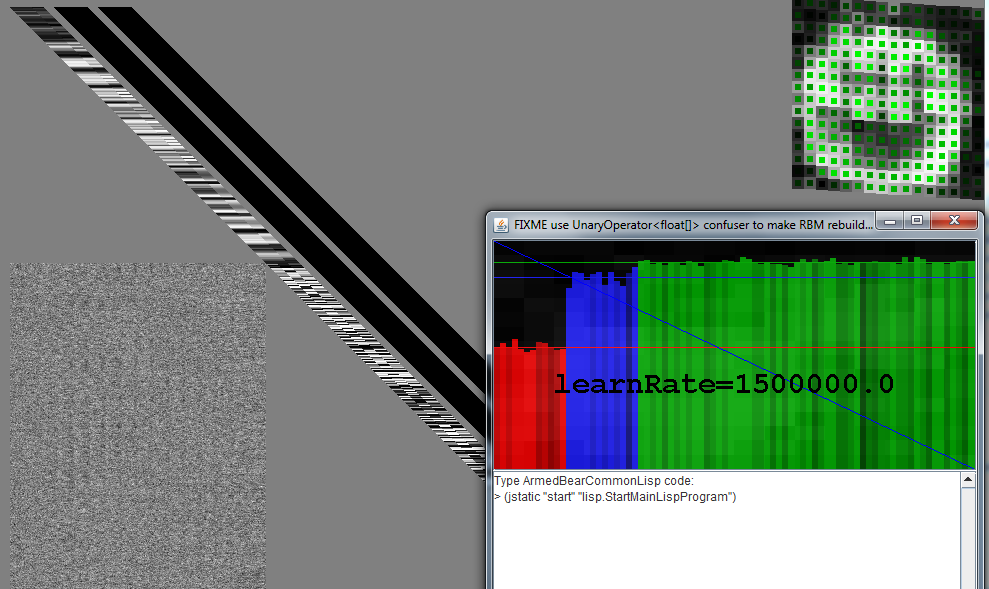 FIXME use UnaryOperator<float[]> confuser to make RBM rebuild...
learnRate=1500000.0
Type ArmedBearCommonLisp code:
> (jstatic "start" "lisp.StartMainLispProgram")